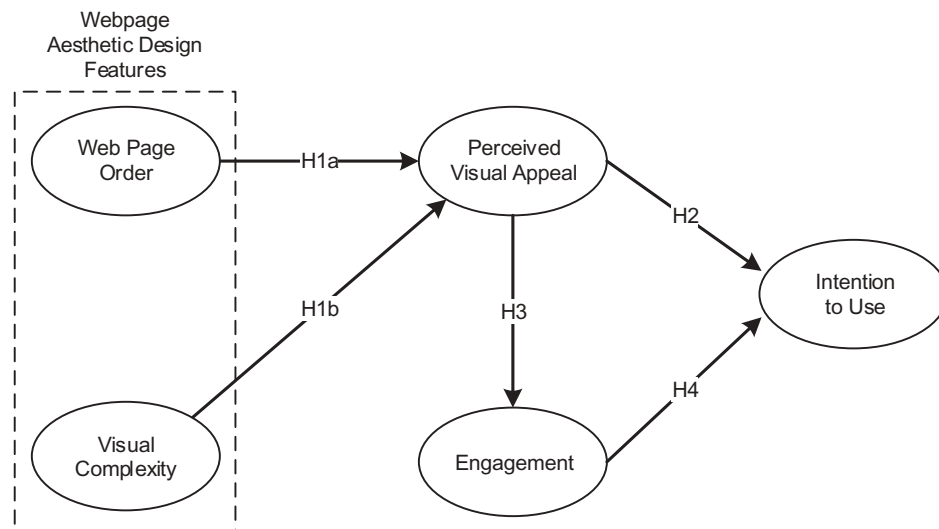 Webpage
Aesthetic Design
Features
Web Page
Order
H1a
Perceived
Visual Appeal
H2
Intention
to Use
H1b
H3
H4
Visual
Complexity
Engagement